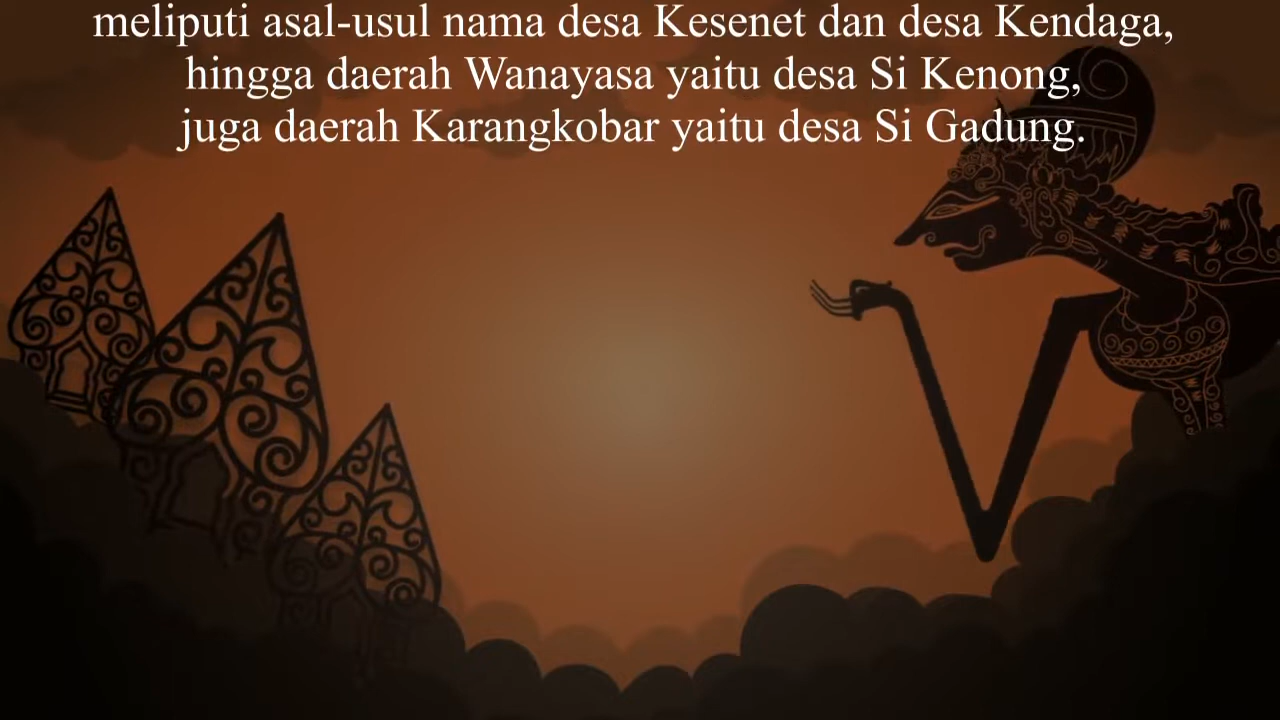 meliputi asal-usul nama desa Kesenet dan desa Kendaga,
hingga daerah Wanayasa yaitu desa Si Kenong,
juga daerah Karangkobar yaitu desa Si Gadung.